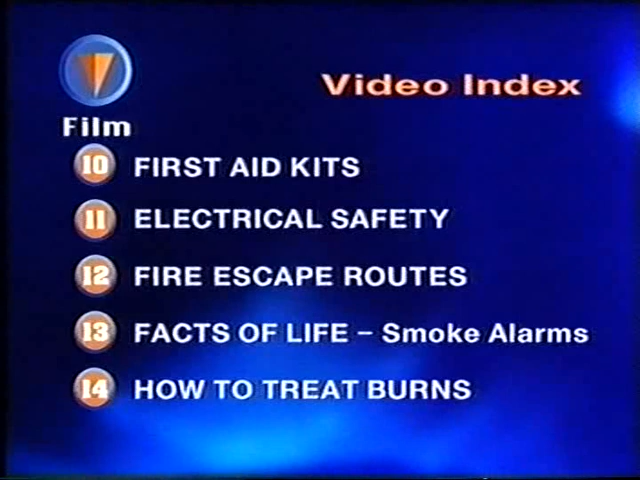 Video Index
Film
10 FIRST AID KITS
11 ELECTRICAL SAFETY
12 FIRE ESCAPE ROUTES
13 FACTS OF LIFE – Smoke Alarms
14 HOW TO TREAT BURNS